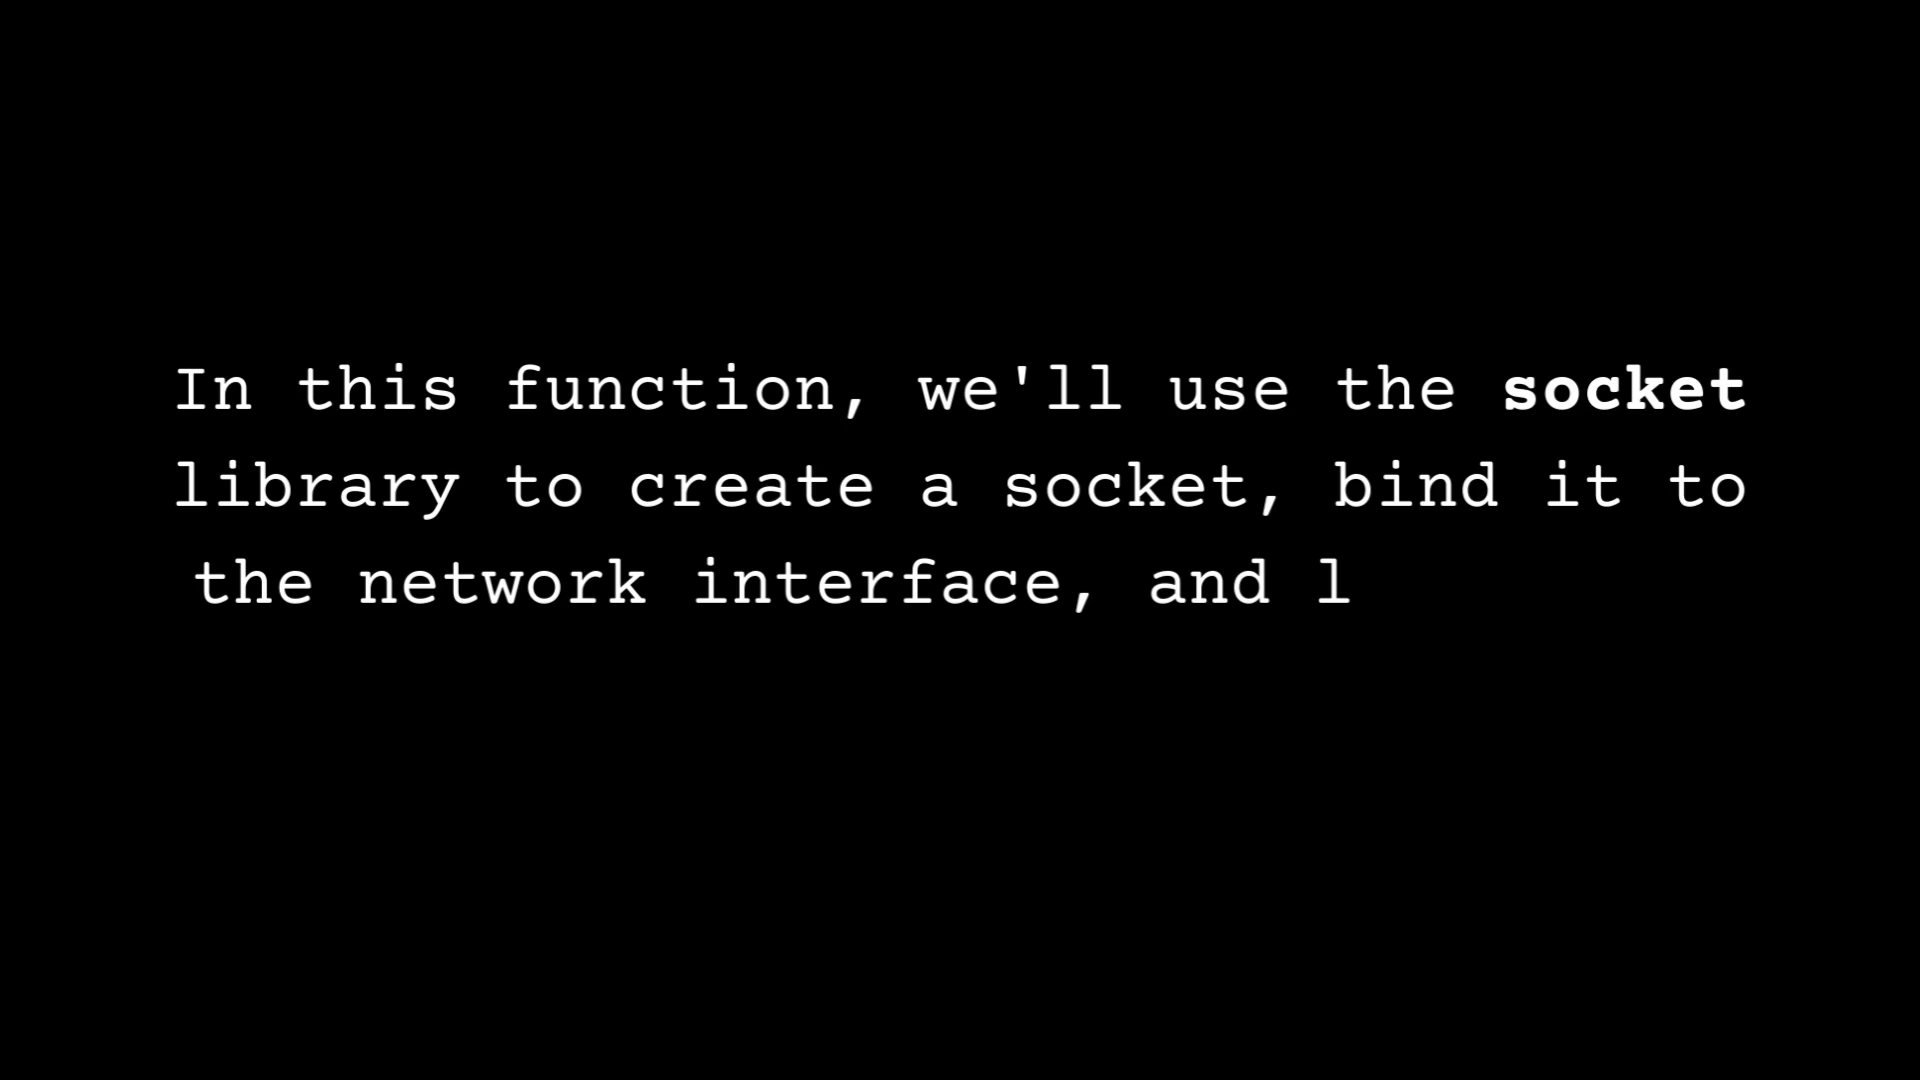 In this function, we'll use the socket
library to create a socket, bind it to
the network interface, and l